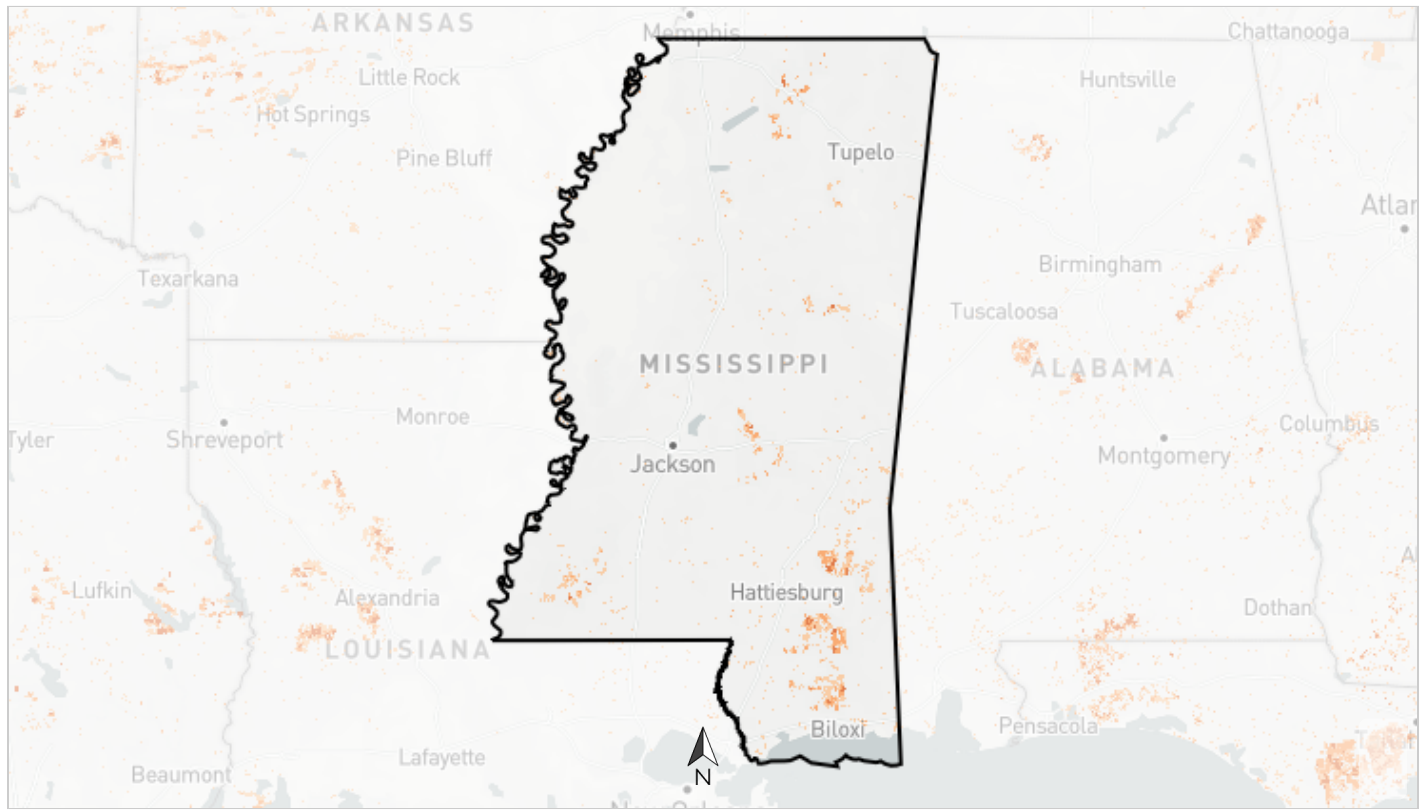 ARKANSAS
Memphis
Chattanooga
Little Rock
Huntsville
Hot Springs
Pine Bluff
Tupelo
Atlan
Birmingham
Texarkana
Tuscaloosa
MISSISSIPPI
ALABAMA
Monroe
Columbus
Tyler
Shreveport
Jackson
Montgomery
Lufkin
Alexandria
Hattiesburg
Dothan
LOUISIANA
Biloxi
Pensacola
Lafayette
Beaumont
N